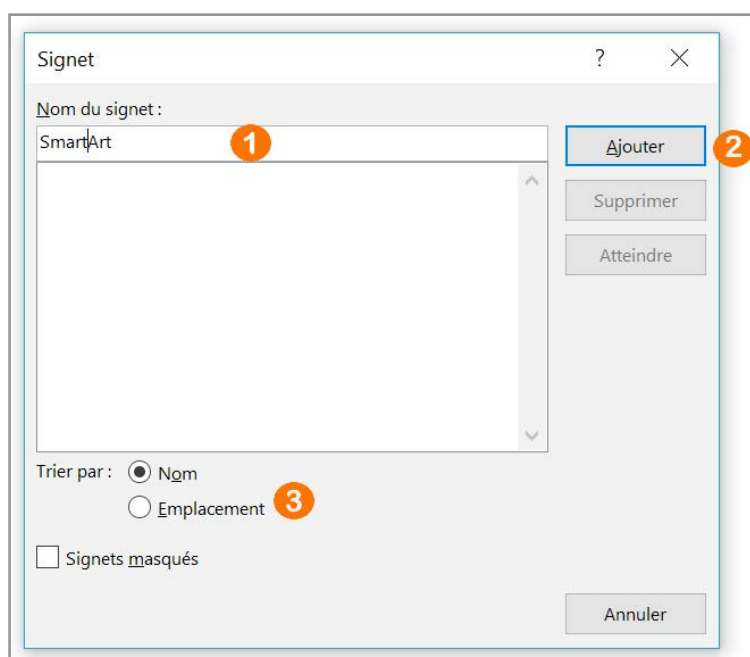 Signet ?
Nom du signet :
SmartArt 1
Ajouter 2
Supprimer
Atteindre
Trier par : Nom
Emplacement 3
Signets masqués
Annuler